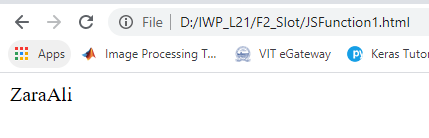 File | D:/IWP_L21/F2_Slot/JSFunction1.html
Apps Image Processing T... VIT eGateway Keras Tutor
ZaraAli